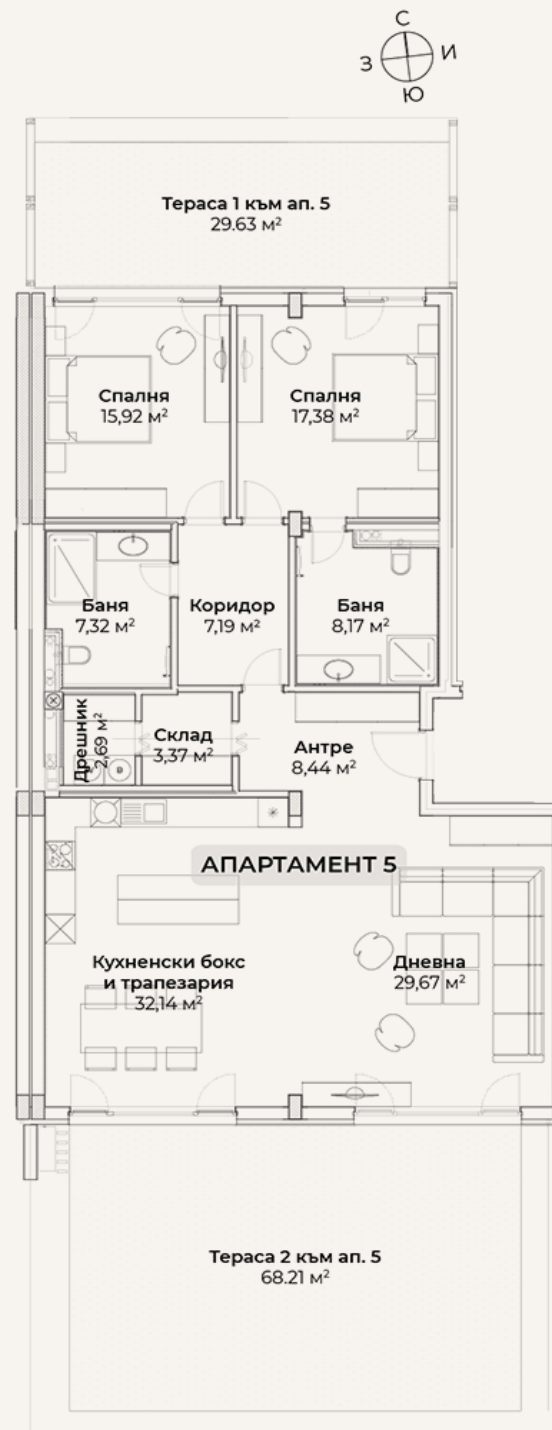 С
З
И
Ю
Тераса 1 към ап. 5
29.63 м²
Спалня
15,92 м²
Спалня
17,38 м²
Баня
7,32 м²
Коридор
7,19 м²
Баня
8,17 м²
Дрешник
2,69 м²
Склад
3,37 м²
Антре
8,44 м²
АПАРТАМЕНТ 5
Кухненски бокс
и трапезария
32,14 м²
Дневна
29,67 м²
Тераса 2 към ап. 5
68.21 м²